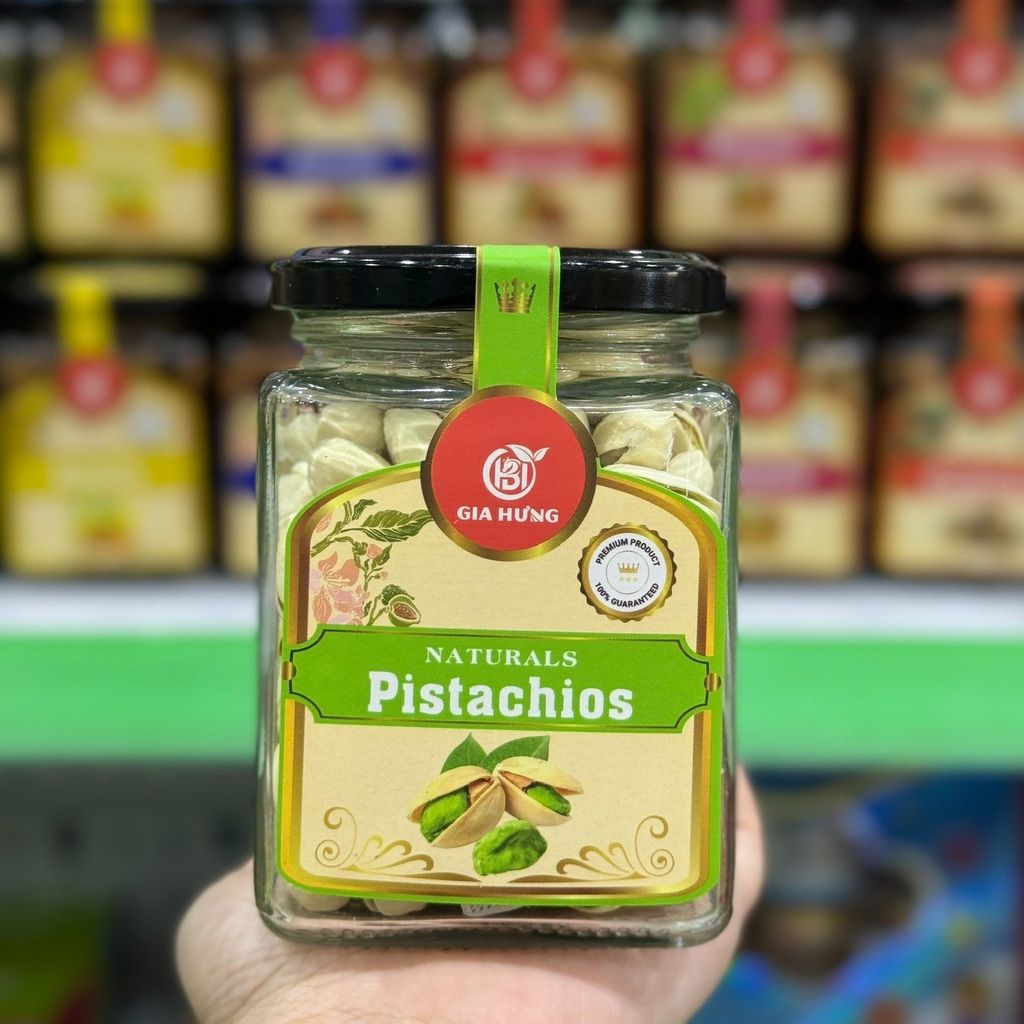 GIA HƯNG
PREMIUM PRODUCT
100% GUARANTEED
NATURALS
Pistachios